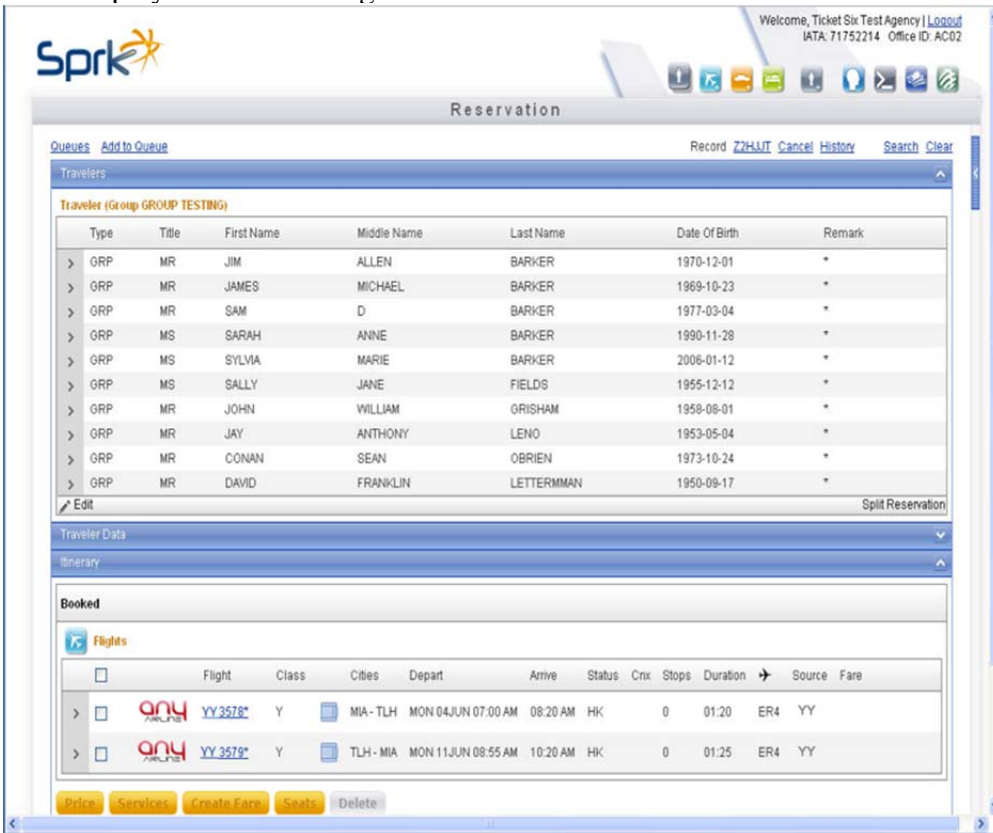 Welcome, Ticket Six Test Agency | Logout
IATA: 71752214 Office ID: AC02
Sprk
Reservation
Queues Add to Queue Record Z2HJJT Cancel History Search Clear
Travelers
Traveler (Group GROUP TESTING)
Type Title First Name Middle Name Last Name Date Of Birth Remark
> GRP MR JIM ALLEN BARKER 1970-12-01 *
> GRP MR JAMES MICHAEL BARKER 1969-10-23 *
> GRP MR SAM D BARKER 1977-03-04 *
> GRP MS SARAH ANNE BARKER 1990-11-28 *
> GRP MS SYLVIA MARIE BARKER 2006-01-12 *
> GRP MS SALLY JANE FIELDS 1955-12-12 *
> GRP MR JOHN WILLIAM GRISHAM 1958-08-01 *
> GRP MR JAY ANTHONY LENO 1953-05-04 *
> GRP MR CONAN SEAN OBRIEN 1973-10-24 *
> GRP MR DAVID FRANKLIN LETTERMMAN 1950-09-17 *
Edit Split Reservation
Traveler Data
Itinerary
Booked
Flights
Flight Class Cities Depart Arrive Status Cnx Stops Duration Source Fare
> any AIRLINE YY 3578* Y MIA - TLH MON 04JUN 07:00 AM 08:20 AM HK 0 01:20 ER4 YY
> any AIRLINE YY 3579* Y TLH - MIA MON 11JUN 08:55 AM 10:20 AM HK 0 01:25 ER4 YY
Price Services Create Fare Seats Delete